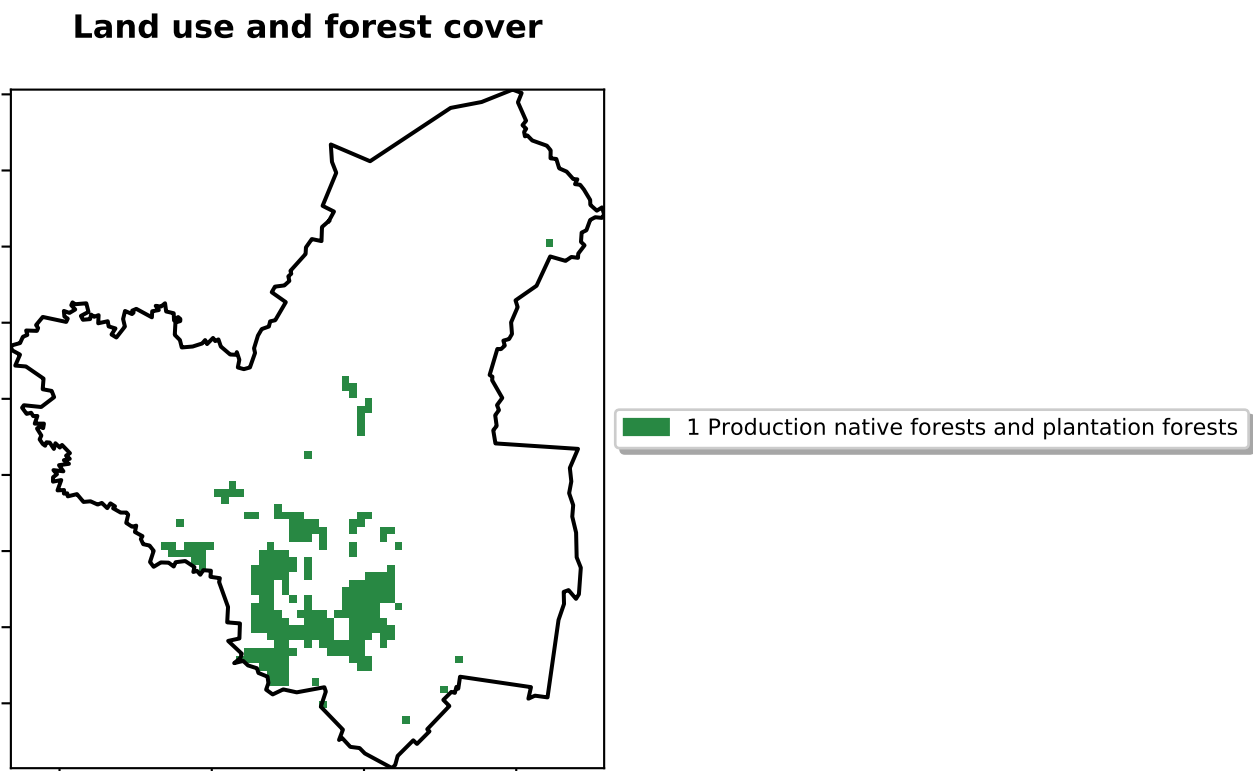 Land use and forest cover
1 Production native forests and plantation forests